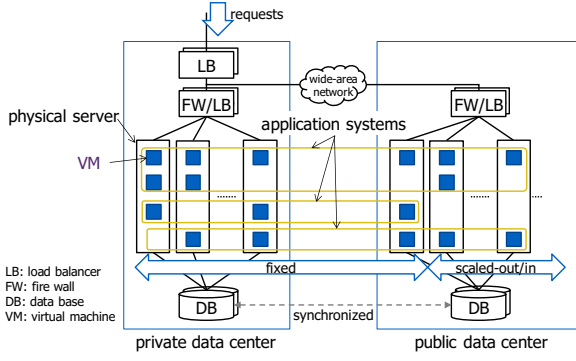 requests
LB
wide-area
network
FW/LB
FW/LB
physical server
application systems
VM
........
........
....
fixed
scaled-out/in
LB: load balancer
FW: fire wall
DB: data base
VM: virtual machine
DB
synchronized
DB
private data center
public data center